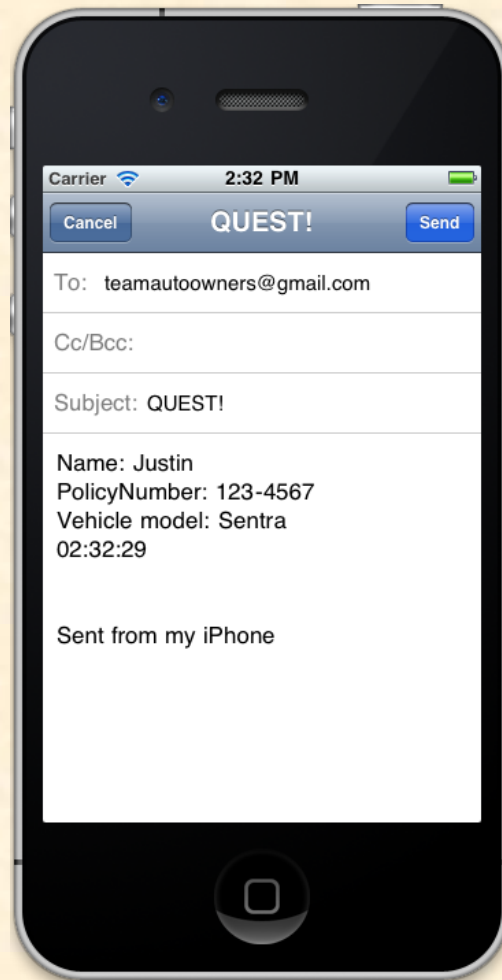 Carrier 2:32 PM
Cancel QUEST! Send
To: teamautoowners@gmail.com
Cc/Bcc:
Subject: QUEST!
Name: Justin
PolicyNumber: 123-4567
Vehicle model: Sentra
02:32:29
Sent from my iPhone